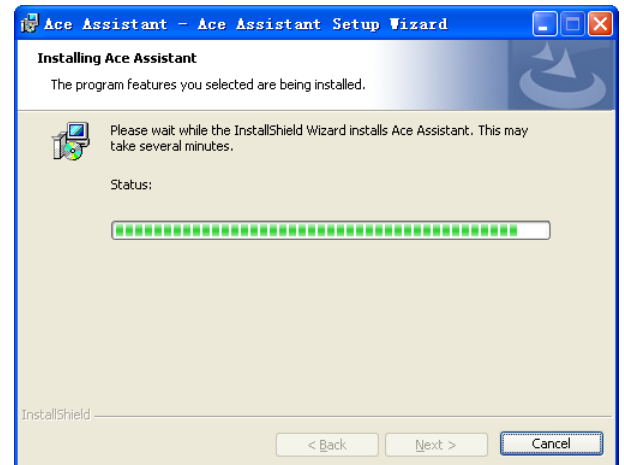 Ace Assistant - Ace Assistant Setup Wizard
Installing Ace Assistant
The program features you selected are being installed.
Please wait while the InstallShield Wizard installs Ace Assistant. This may
take several minutes.
Status:
InstallShield
< Back
Next >
Cancel